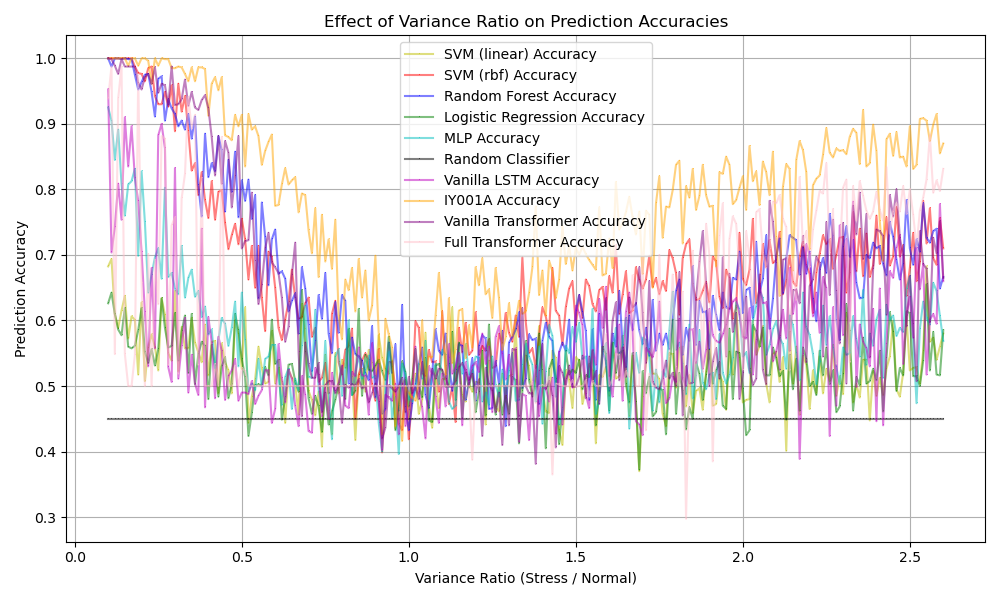 Effect of Variance Ratio on Prediction Accuracies
1.0
0.9
0.8
0.7
0.6
0.5
0.4
0.3
Prediction Accuracy
SVM (linear) Accuracy
SVM (rbf) Accuracy
Random Forest Accuracy
Logistic Regression Accuracy
MLP Accuracy
Random Classifier
Vanilla LSTM Accuracy
IY001A Accuracy
Vanilla Transformer Accuracy
Full Transformer Accuracy
0.0 0.5 1.0 1.5 2.0 2.5
Variance Ratio (Stress / Normal)